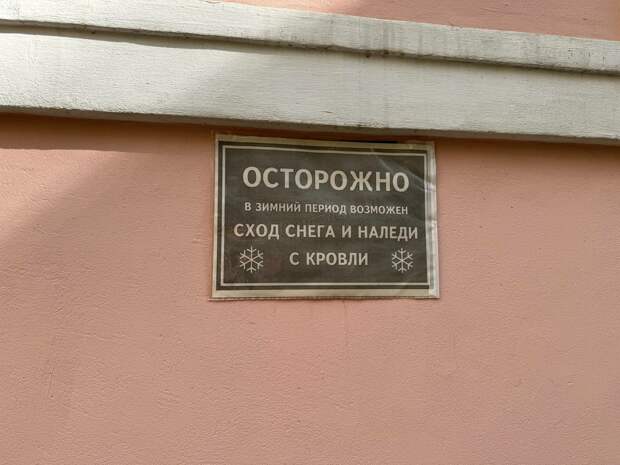 ОСТОРОЖНО
В ЗИМНИЙ ПЕРИОД ВОЗМОЖЕН
СХОД СНЕГА И НАЛЕДИ
С КРОВЛИ